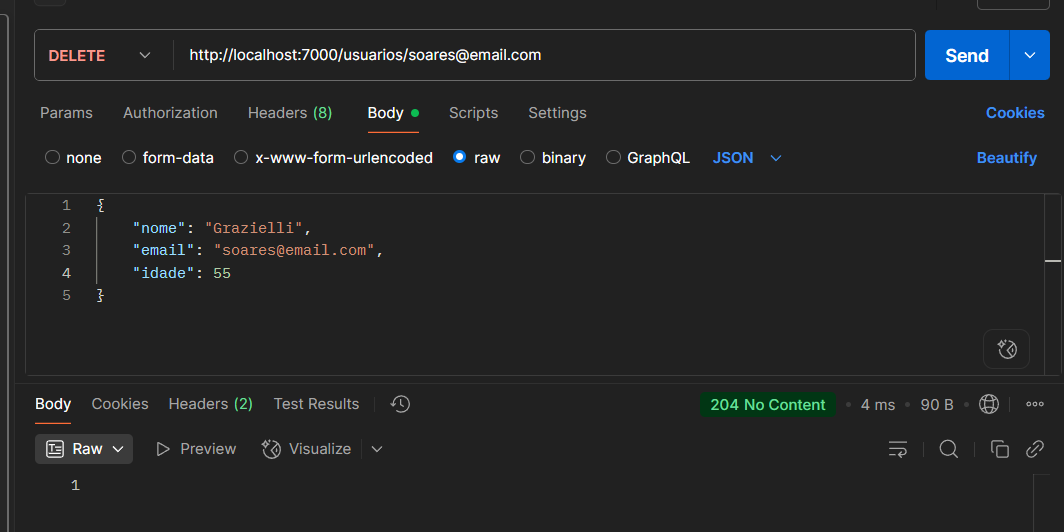 DELETE http://localhost:7000/usuarios/soares@email.com Send
Params Authorization Headers (8) Body Scripts Settings Cookies
none form-data x-www-form-urlencoded raw binary GraphQL JSON Beautify
1 {
2 "nome": "Grazielli",
3 "email": "soares@email.com",
4 "idade": 55
5 }
Body Cookies Headers (2) Test Results 204 No Content • 4 ms • 90 B •
Raw Preview Visualize
1